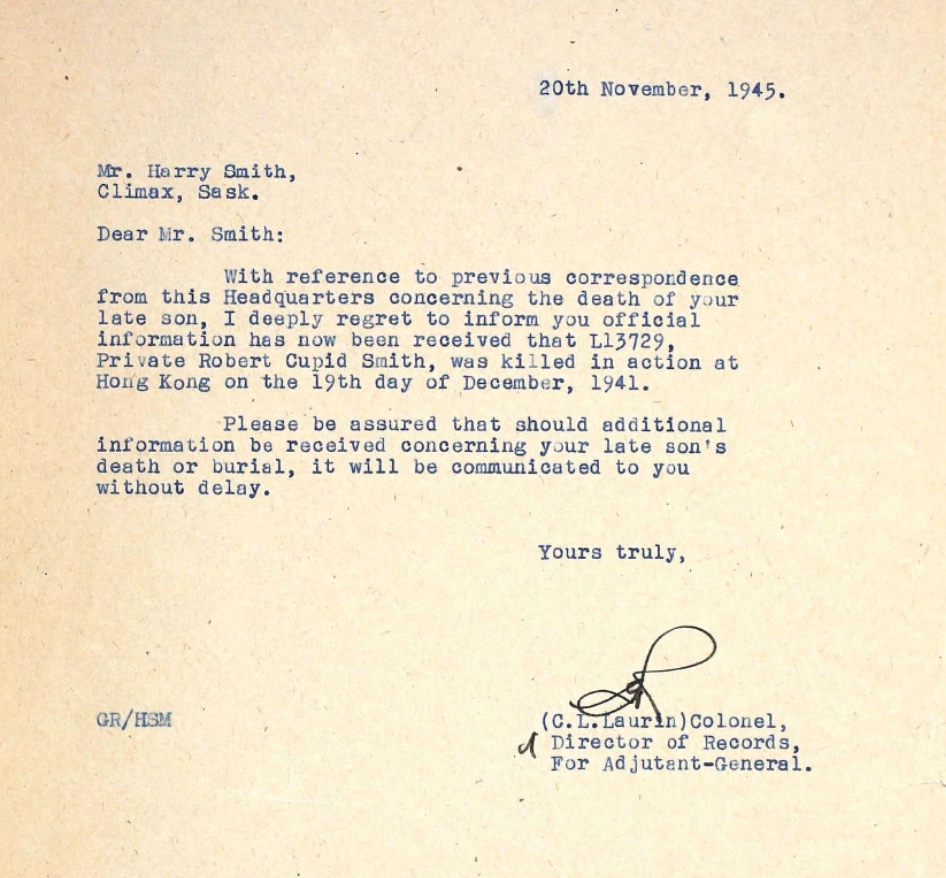 20th November, 1945.
Mr. Harry Smith,
Climax, Sask.
Dear Mr. Smith:
With reference to previous correspondence
from this Headquarters concerning the death of your
late son, I deeply regret to inform you official
information has now been received that L13729,
Private Robert Cupid Smith, was killed in action at
Hong Kong on the 19th day of December, 1941.
Please be assured that should additional
information be received concerning your late son's
death or burial, it will be communicated to you
without delay.
Yours truly,
GR/HSM
(C.L.Laurin)Colonel,
Director of Records,
For Adjutant-General.